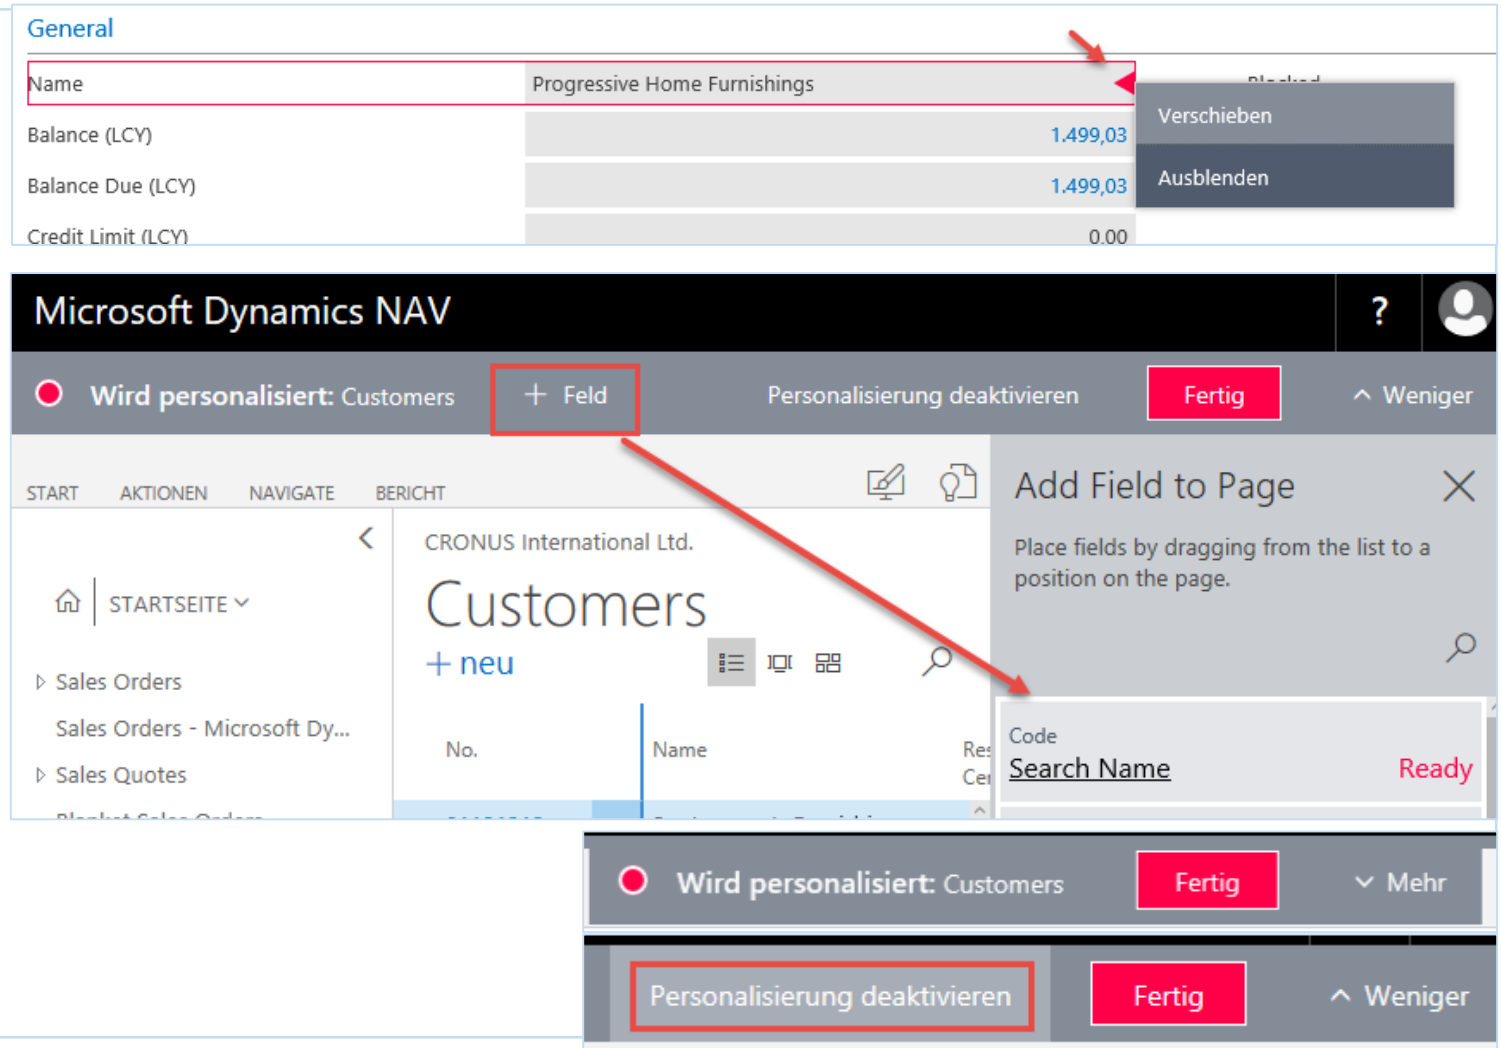 General
Name Progressive Home Furnishings
Verschieben
Balance (LCY) 1.499,03
Ausblenden
Balance Due (LCY) 1.499,03
Credit Limit (LCY) 0,00
Microsoft Dynamics NAV ?
Wird personalisiert: Customers + Feld Personalisierung deaktivieren Fertig Weniger
START AKTIONEN NAVIGATE BERICHT
Add Field to Page
Place fields by dragging from the list to a
position on the page.
CRONUS International Ltd.
STARTSEITE
Customers
+ neu
Sales Orders
Sales Orders - Microsoft Dy...
Sales Quotes
No. Name
Code
Search Name Ready
Wird personalisiert: Customers Fertig Mehr
Personalisierung deaktivieren Fertig Weniger